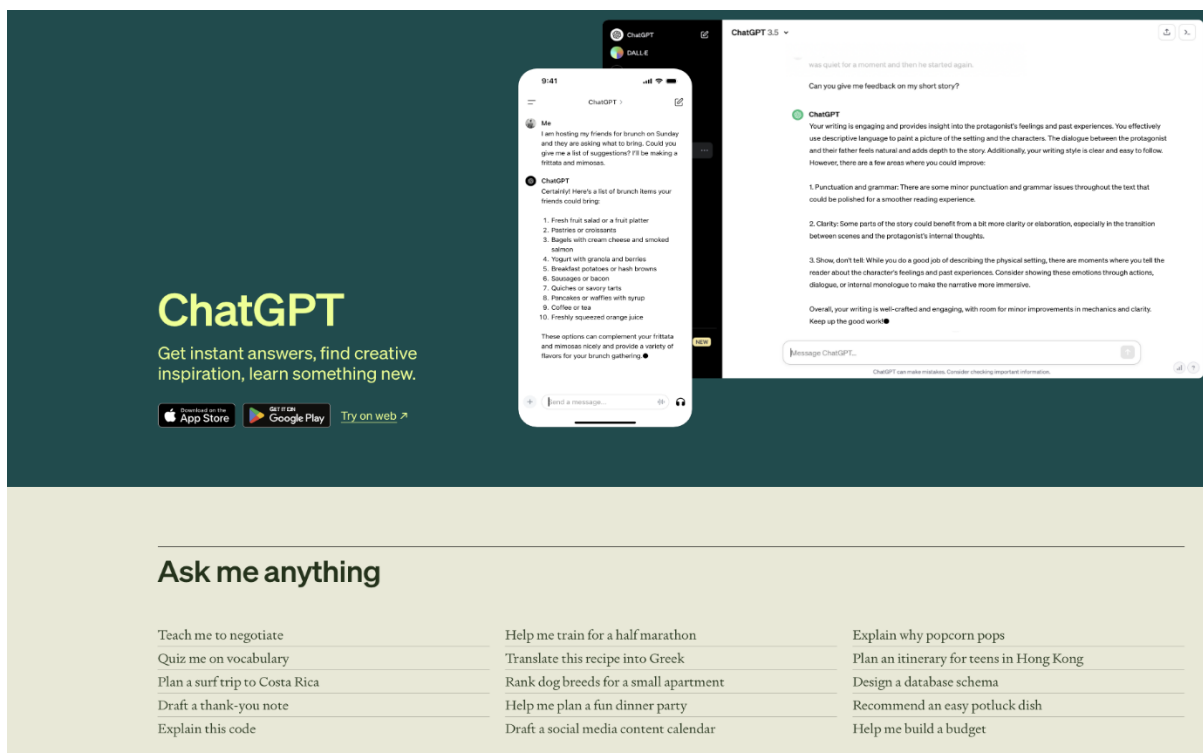 ChatGPT
DALL·E
NEW
ChatGPT 3.5
was quiet for a moment and then he started again.
Can you give me feedback on my short story?
ChatGPT
Your writing is engaging and provides insight into the protagonist's feelings and past experiences. You effectively
use descriptive language to paint a picture of the setting and the characters. The dialogue between the protagonist
and their father feels natural and adds depth to the story. Additionally, your writing style is clear and easy to follow.
However, there are a few areas where you could improve:
1. Punctuation and grammar: There are some minor punctuation and grammar issues throughout the text that
could be polished for a smoother reading experience.
2. Clarity: Some parts of the story could benefit from a bit more clarity or elaboration, especially in the transition
between scenes and the protagonist's internal thoughts.
3. Show, don't tell: While you do a good job of describing the physical setting, there are moments where you tell the
reader about the character's feelings and past experiences. Consider showing these emotions through actions,
dialogue, or internal monologue to make the narrative more immersive.
Overall, your writing is well-crafted and engaging, with room for minor improvements in mechanics and clarity.
Keep up the good work!
Message ChatGPT...
ChatGPT can make mistakes. Consider checking important information.
?
9:41
ChatGPT >
Me
I am hosting my friends for brunch on Sunday
and they are asking what to bring. Could you
give me a list of suggestions? I'll be making a
frittata and mimosas.
ChatGPT
Certainly! Here's a list of brunch items your
friends could bring:
1. Fresh fruit salad or a fruit platter
2. Pastries or croissants
3. Bagels with cream cheese and smoked
salmon
4. Yogurt with granola and berries
5. Breakfast potatoes or hash browns
6. Sausages or bacon
7. Quiches or savory tarts
8. Pancakes or waffles with syrup
9. Coffee or tea
10. Freshly squeezed orange juice
These options can complement your frittata
and mimosas nicely and provide a variety of
flavors for your brunch gathering.
Send a message...
ChatGPT
Get instant answers, find creative
inspiration, learn something new.
Download on the
App Store
GET IT ON
Google Play
Try on web ↗
Ask me anything
Teach me to negotiate
Quiz me on vocabulary
Plan a surf trip to Costa Rica
Draft a thank-you note
Explain this code
Help me train for a half marathon
Translate this recipe into Greek
Rank dog breeds for a small apartment
Help me plan a fun dinner party
Draft a social media content calendar
Explain why popcorn pops
Plan an itinerary for teens in Hong Kong
Design a database schema
Recommend an easy potluck dish
Help me build a budget